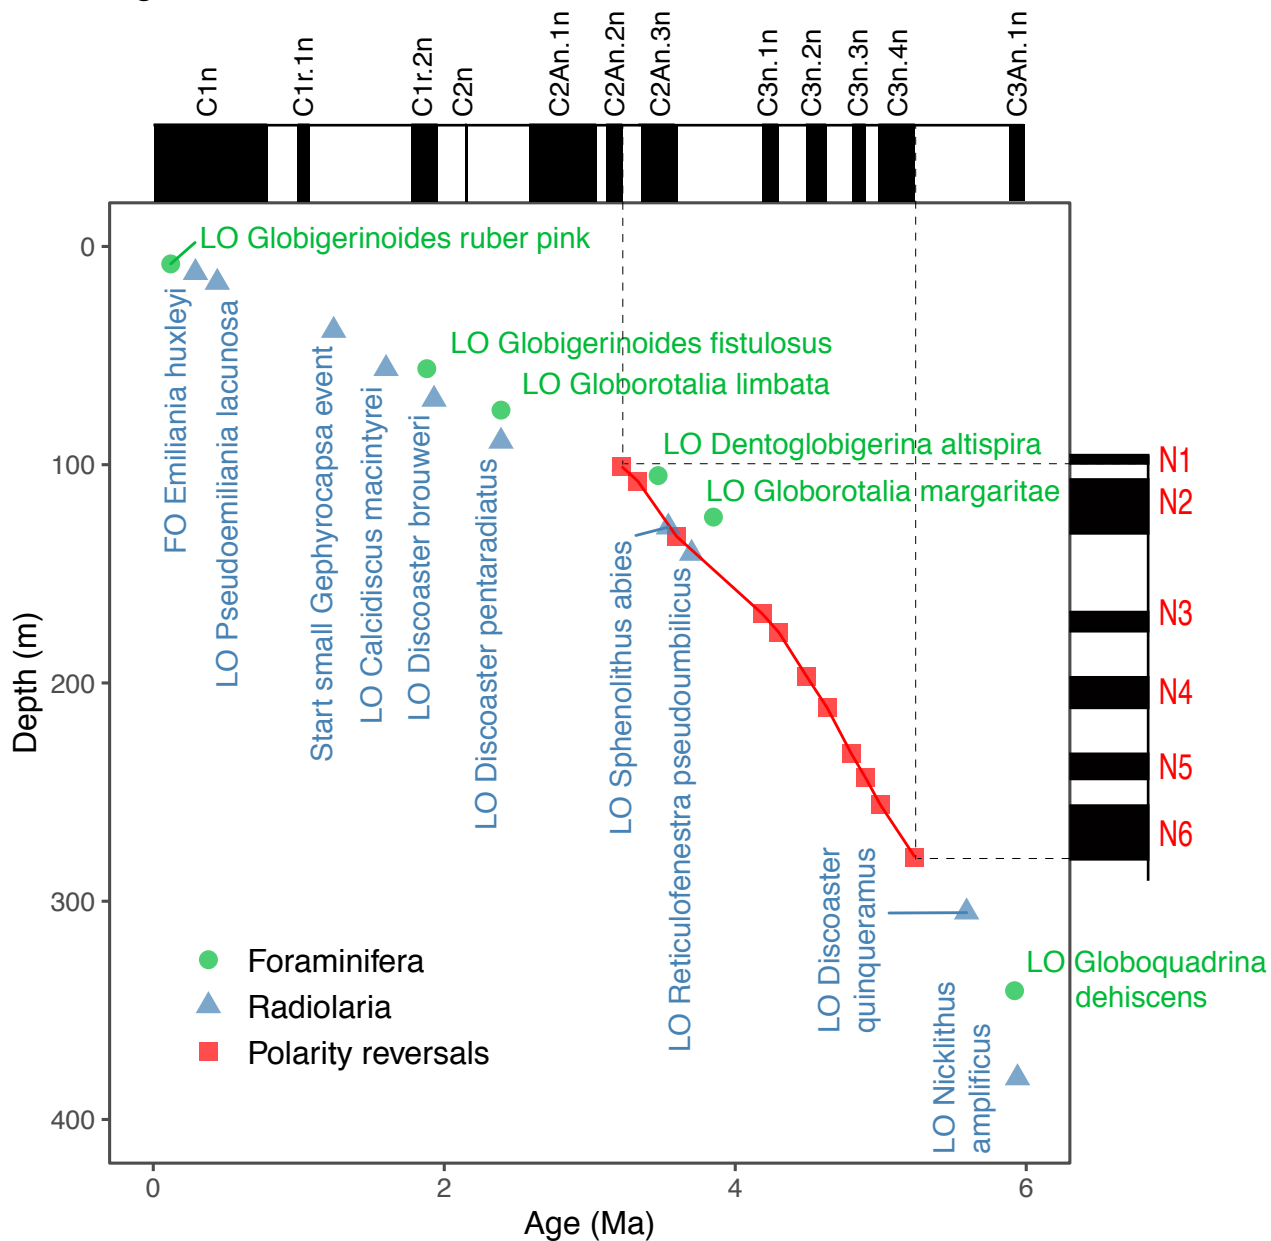 C1n
C1r.1n
C1r.2n
C2n
C2An.1n
C2An.2n
C2An.3n
C3n.1n
C3n.2n
C3n.3n
C3n.4n
C3An.1n
0
100
200
300
400
Depth (m)
LO Globigerinoides ruber pink
FO Emiliania huxleyi
LO Pseudoemiliania lacunosa
Start small Gephyrocapsa event
LO Calcidiscus macintyrei
LO Discoaster brouweri
LO Globigerinoides fistulosus
LO Globorotalia limbata
LO Discoaster pentaradiatus
LO Dentoglobigerina altispira
LO Globorotalia margaritae
LO Sphenolithus abies
LO Reticulofenestra pseudoumbilicus
LO Discoaster
quinqueramus
LO Globoquadrina
dehiscens
LO Nicklithus
amplificus
N1
N2
N3
N4
N5
N6
Foraminifera
Radiolaria
Polarity reversals
0
2
4
6
Age (Ma)